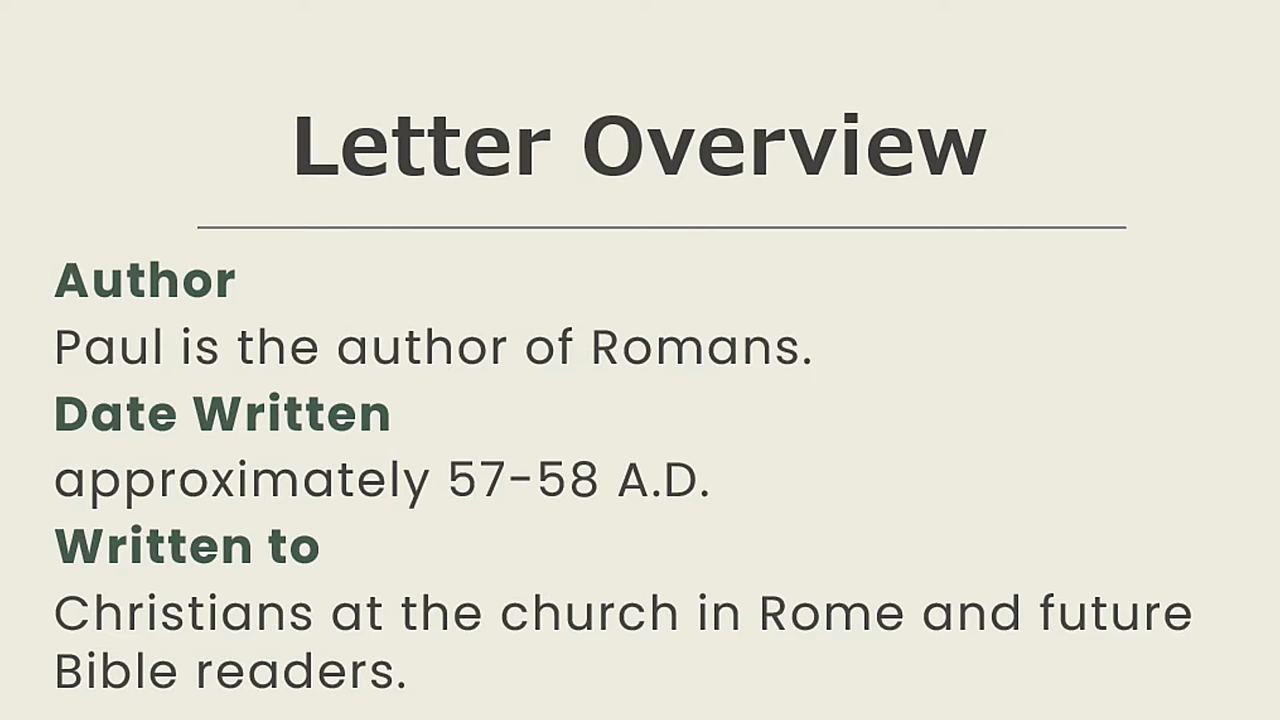 Letter Overview
Author
Paul is the author of Romans.
Date Written
approximately 57-58 A.D.
Written to
Christians at the church in Rome and future
Bible readers.